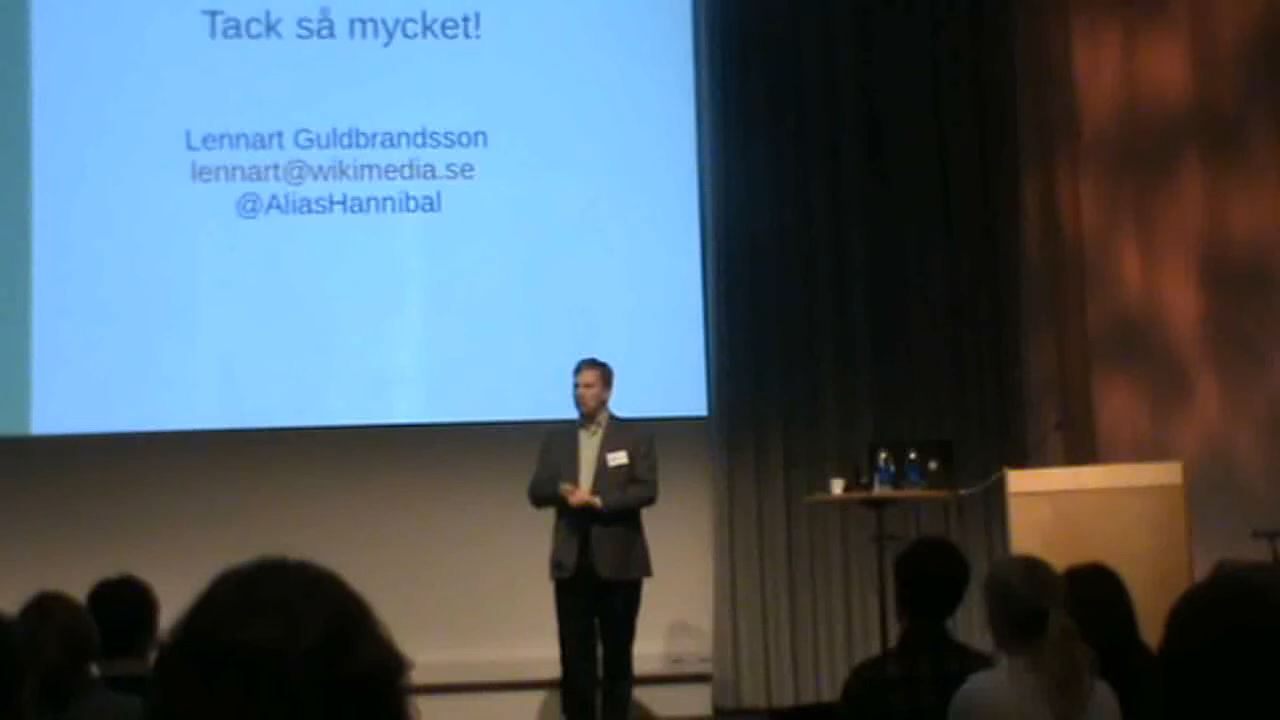 Tack så mycket!
Lennart Guldbrandsson
lennart@wikimedia.se
@AliasHannibal